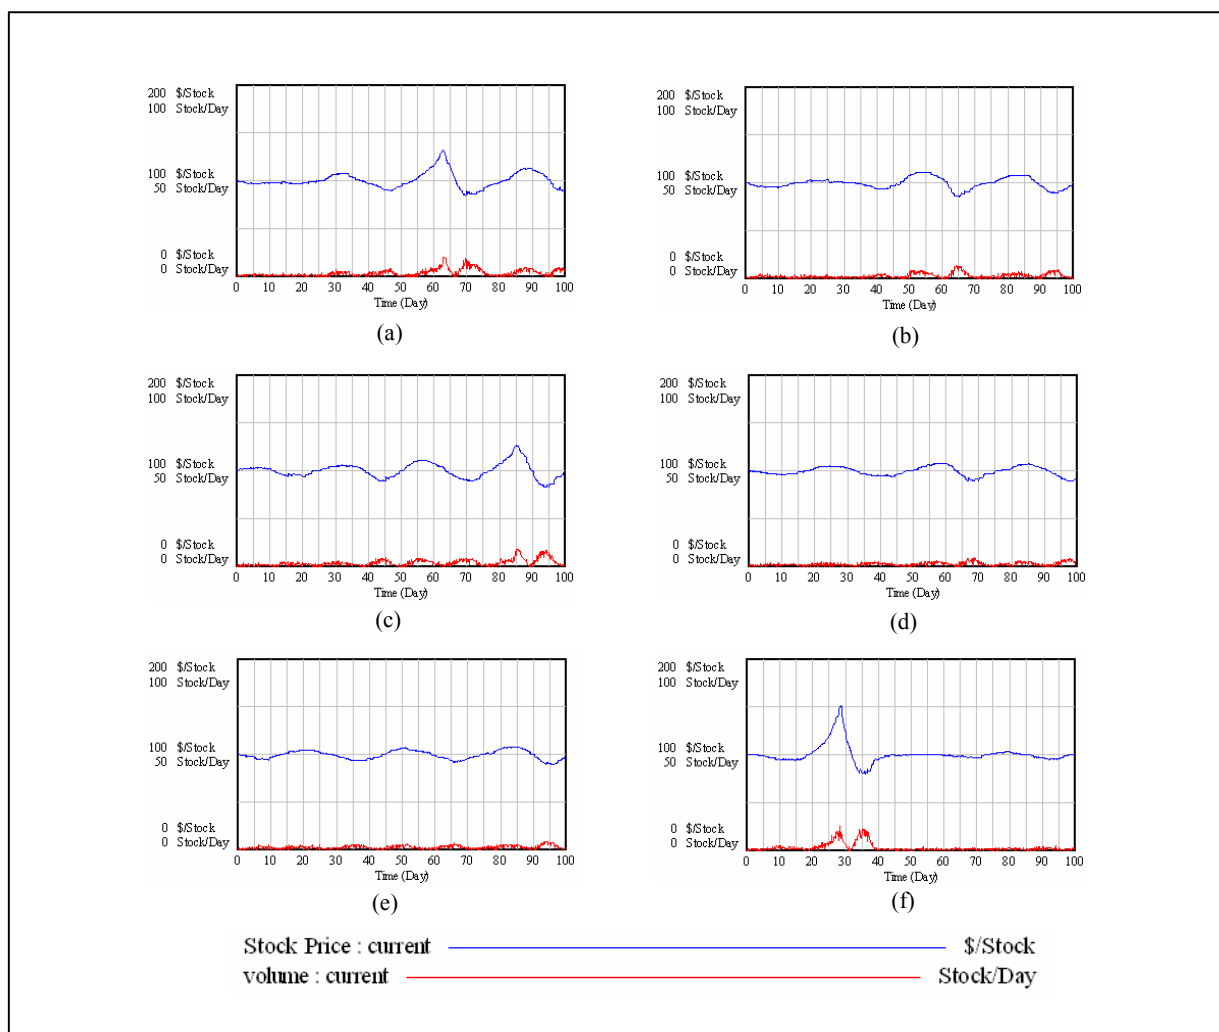 200 $/Stock
100 Stock/Day
100 $/Stock
50 Stock/Day
0 $/Stock
0 Stock/Day
0 10 20 30 40 50 60 70 80 90 100
Time (Day)
(a)
200 $/Stock
100 Stock/Day
100 $/Stock
50 Stock/Day
0 $/Stock
0 Stock/Day
0 10 20 30 40 50 60 70 80 90 100
Time (Day)
(b)
200 $/Stock
100 Stock/Day
100 $/Stock
50 Stock/Day
0 $/Stock
0 Stock/Day
0 10 20 30 40 50 60 70 80 90 100
Time (Day)
(c)
200 $/Stock
100 Stock/Day
100 $/Stock
50 Stock/Day
0 $/Stock
0 Stock/Day
0 10 20 30 40 50 60 70 80 90 100
Time (Day)
(d)
200 $/Stock
100 Stock/Day
100 $/Stock
50 Stock/Day
0 $/Stock
0 Stock/Day
0 10 20 30 40 50 60 70 80 90 100
Time (Day)
(e)
200 $/Stock
100 Stock/Day
100 $/Stock
50 Stock/Day
0 $/Stock
0 Stock/Day
0 10 20 30 40 50 60 70 80 90 100
Time (Day)
(f)
Stock Price : current $/Stock
volume : current Stock/Day